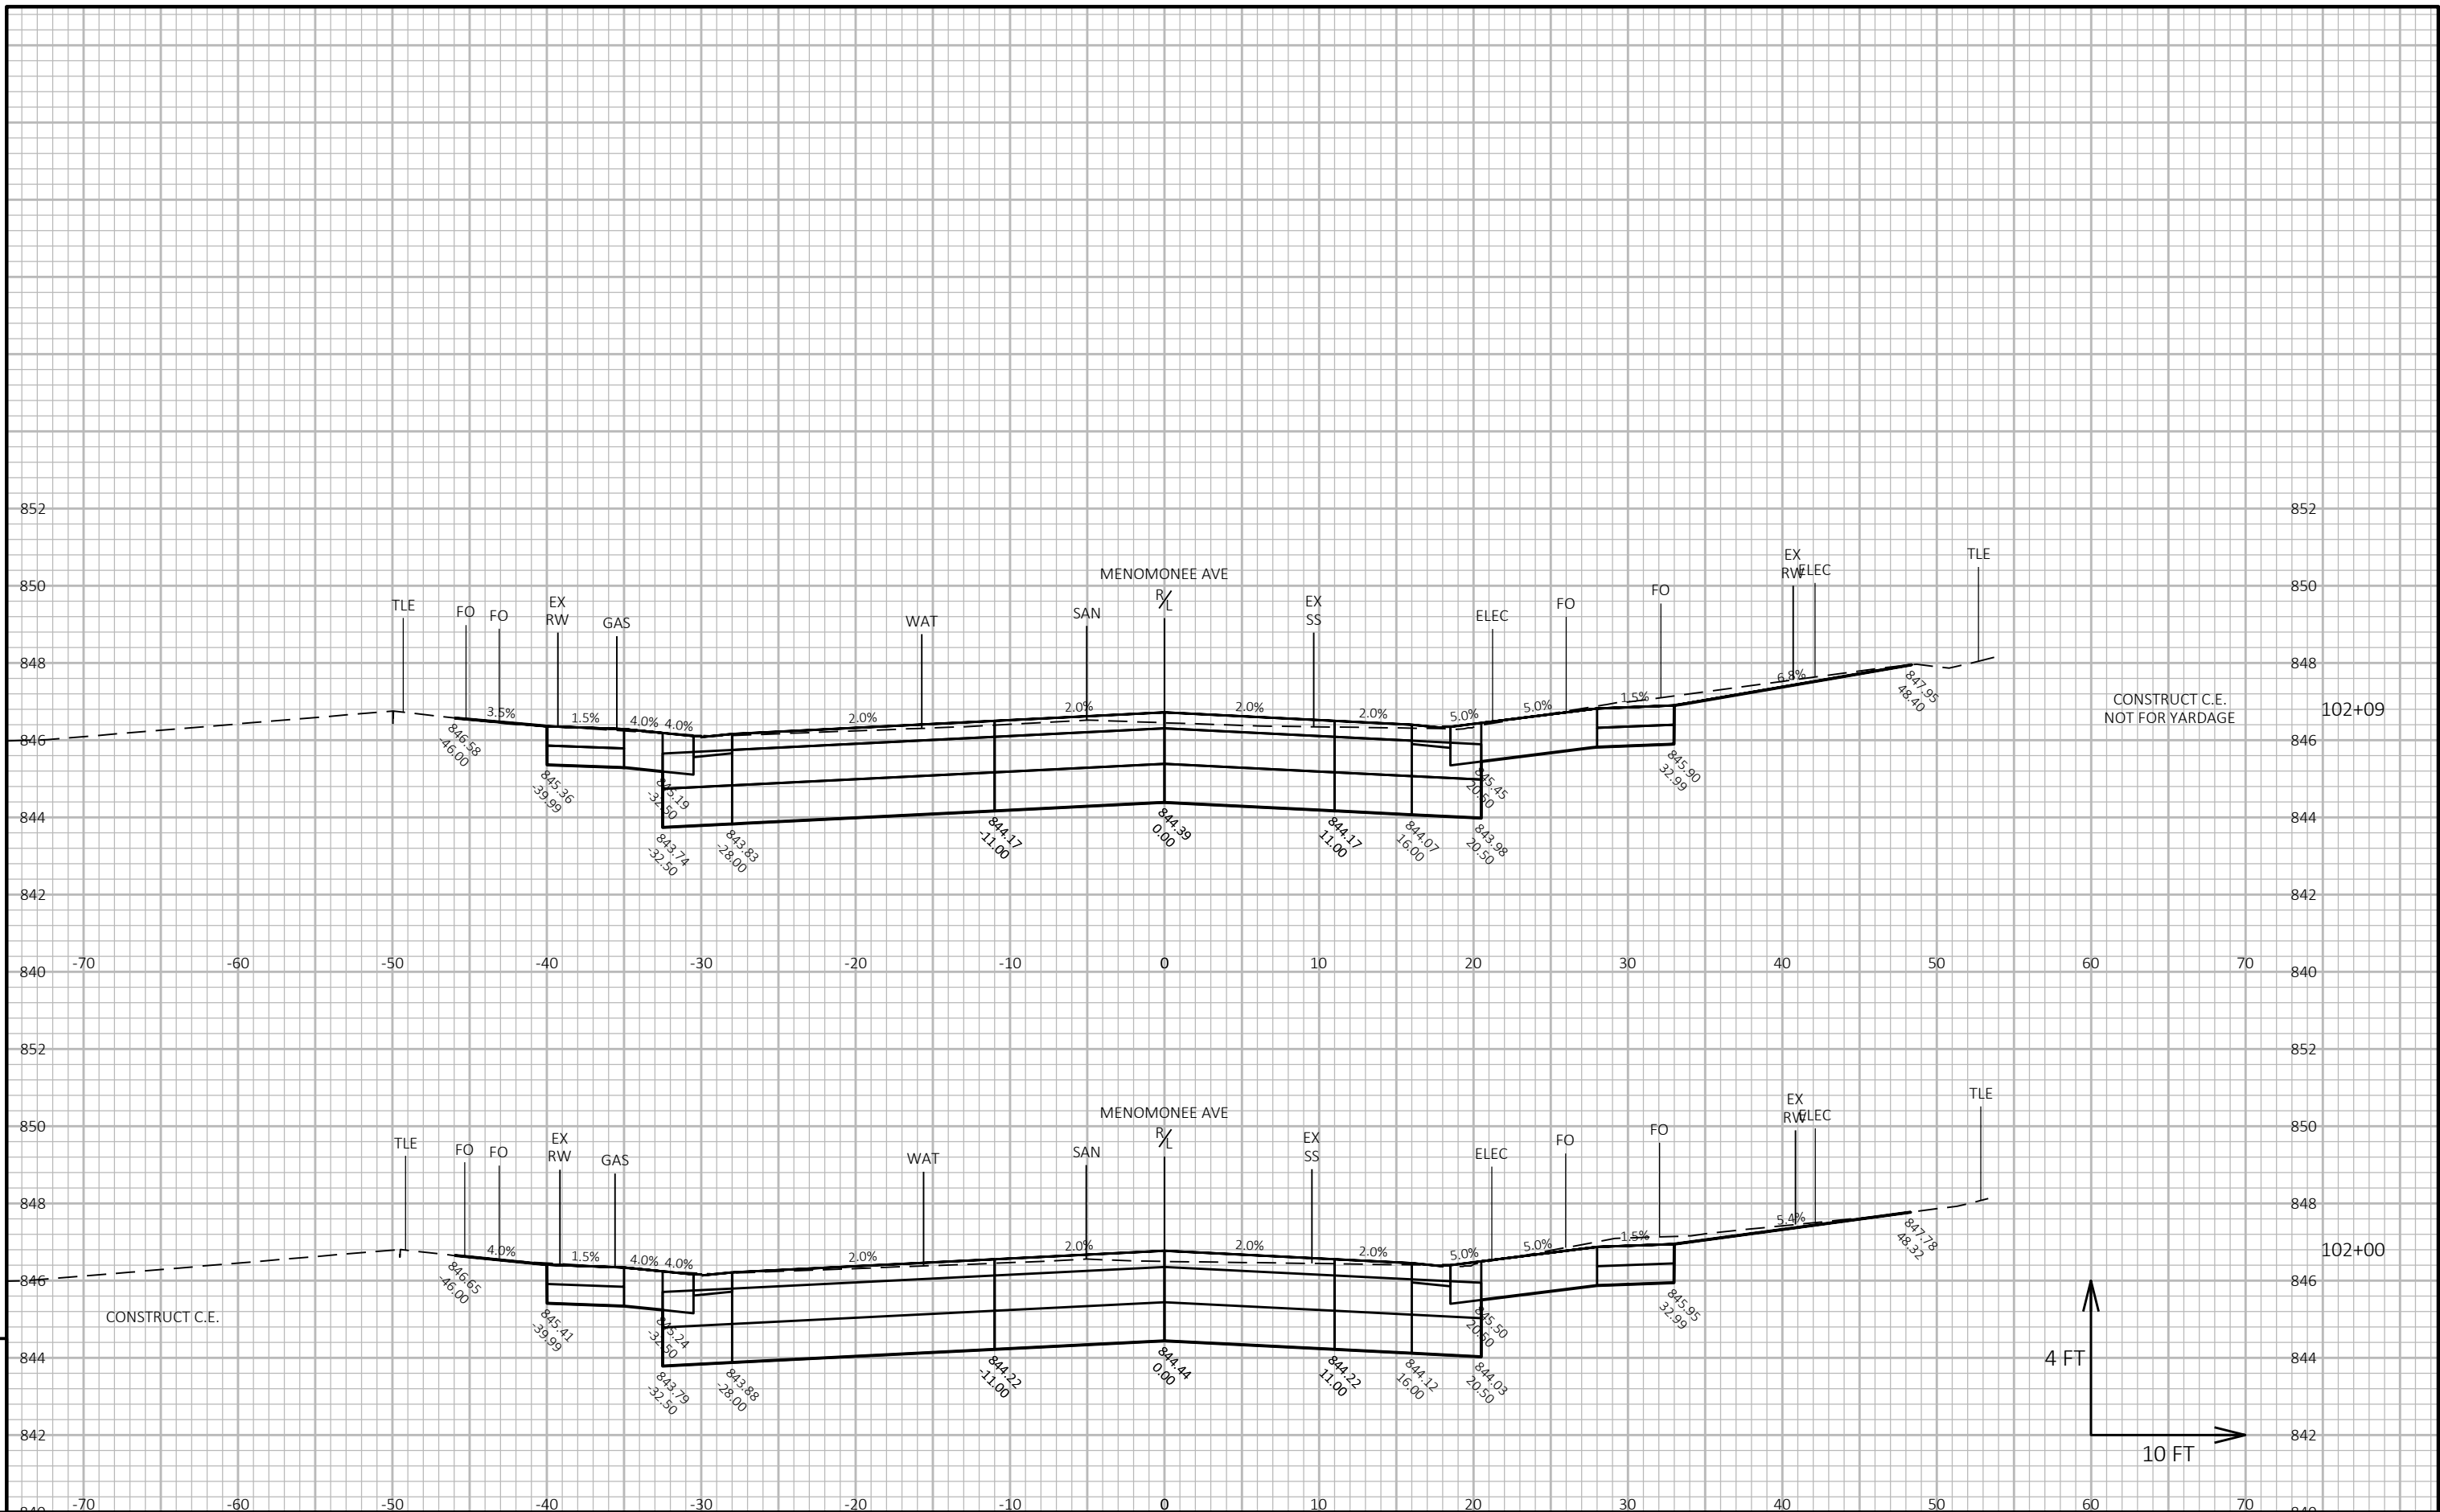 852 852
EX
RW ELEC TLE
850 MENOMONEE AVE 850
R/L
TLE FO FO EX
RW GAS WAT SAN EX
SS ELEC FO FO
848 848
3.5% 1.5% 4.0% 4.0% 2.0% 2.0% 2.0% 2.0% 5.0% 5.0% 1.5% 6.8%
847.95
48.40
CONSTRUCT C.E.
NOT FOR YARDAGE
102+09
846 846
846.58
-46.00
845.36
-39.99
845.19
-32.50
845.45
20.50
845.90
32.99
844 844
843.74
-32.50
843.83
-28.00
844.17
-11.00
844.39
0.00
844.17
11.00
844.07
16.00
843.98
20.50
842 842
-70 -60 -50 -40 -30 -20 -10 0 10 20 30 40 50 60 70
840 840
852 852
EX
RW ELEC TLE
850 MENOMONEE AVE 850
R/L
TLE FO FO EX
RW GAS WAT SAN EX
SS ELEC FO FO
848 848
4.0% 1.5% 4.0% 4.0% 2.0% 2.0% 2.0% 2.0% 5.0% 5.0% 1.5% 5.4%
847.78
48.32
102+00
846 846
846.65
-46.00
CONSTRUCT C.E.
845.41
-39.99
845.24
-32.50
845.50
20.50
845.95
32.99
844 4 FT 844
843.79
-32.50
843.88
-28.00
844.22
-11.00
844.44
0.00
844.22
11.00
844.12
16.00
844.03
20.50
842 842
10 FT
-70 -60 -50 -40 -30 -20 -10 0 10 20 30 40 50 60 70
840 840